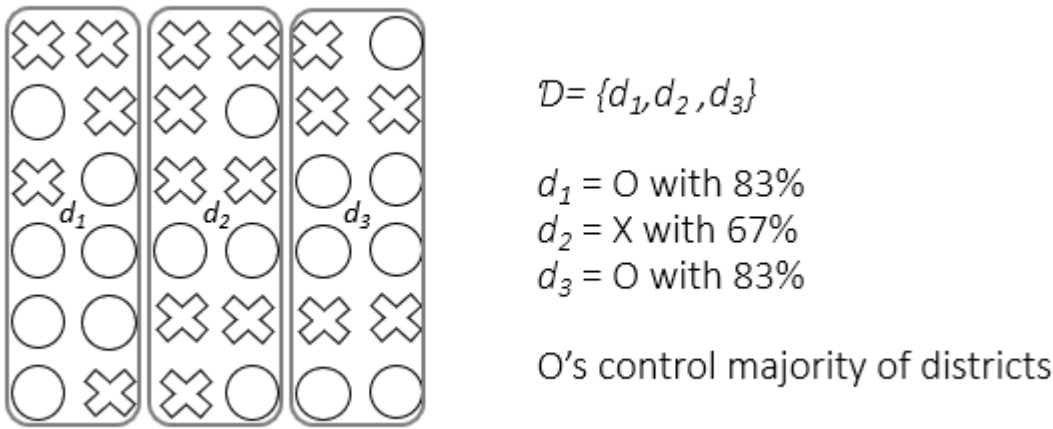 d₁ d₂ d₃
D= {d₁,d₂ ,d₃}
d₁ = O with 83%
d₂ = X with 67%
d₃ = O with 83%
O’s control majority of districts